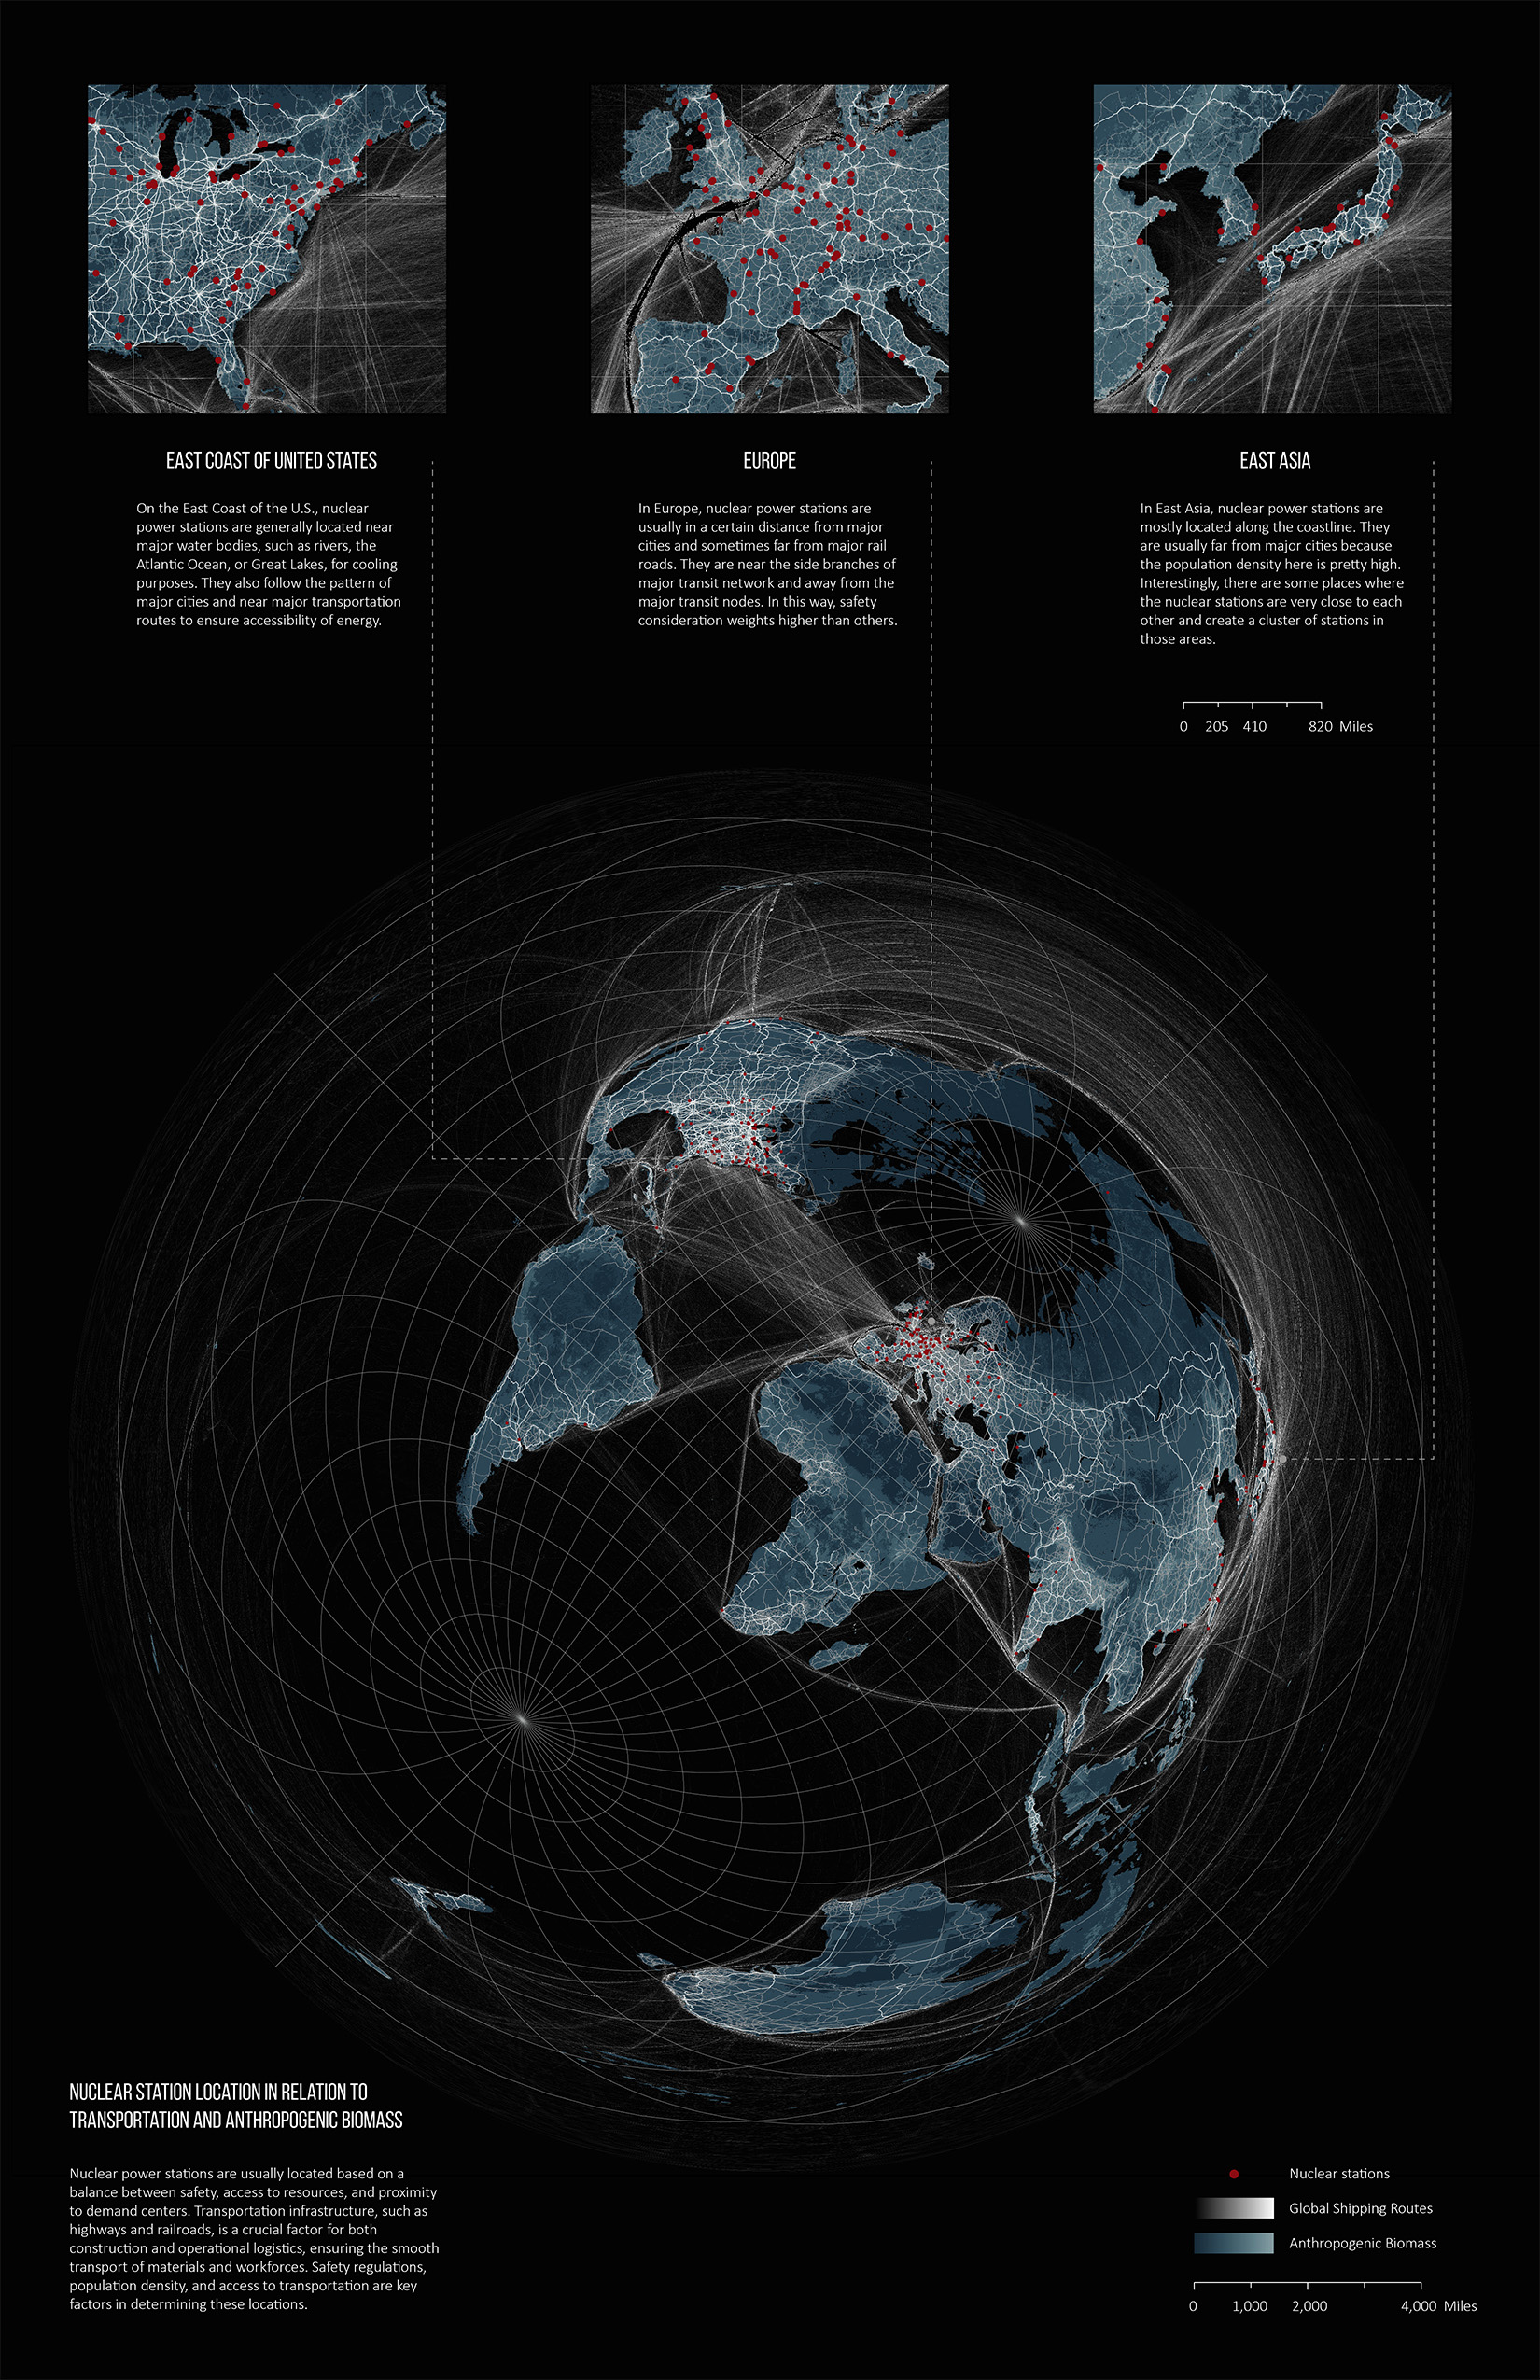 EAST COAST OF UNITED STATES
On the East Coast of the U.S., nuclear
power stations are generally located near
major water bodies, such as rivers, the
Atlantic Ocean, or Great Lakes, for cooling
purposes. They also follow the pattern of
major cities and near major transportation
routes to ensure accessibility of energy.
EUROPE
In Europe, nuclear power stations are
usually in a certain distance from major
cities and sometimes far from major rail
roads. They are near the side branches of
major transit network and away from the
major transit nodes. In this way, safety
consideration weights higher than others.
EAST ASIA
In East Asia, nuclear power stations are
mostly located along the coastline. They
are usually far from major cities because
the population density here is pretty high.
Interestingly, there are some places where
the nuclear stations are very close to each
other and create a cluster of stations in
those areas.
0 205 410 820 Miles
NUCLEAR STATION LOCATION IN RELATION TO
TRANSPORTATION AND ANTHROPOGENIC BIOMASS
Nuclear power stations are usually located based on a
balance between safety, access to resources, and proximity
to demand centers. Transportation infrastructure, such as
highways and railroads, is a crucial factor for both
construction and operational logistics, ensuring the smooth
transport of materials and workforces. Safety regulations,
population density, and access to transportation are key
factors in determining these locations.
Nuclear stations
Global Shipping Routes
Anthropogenic Biomass
0 1,000 2,000 4,000 Miles